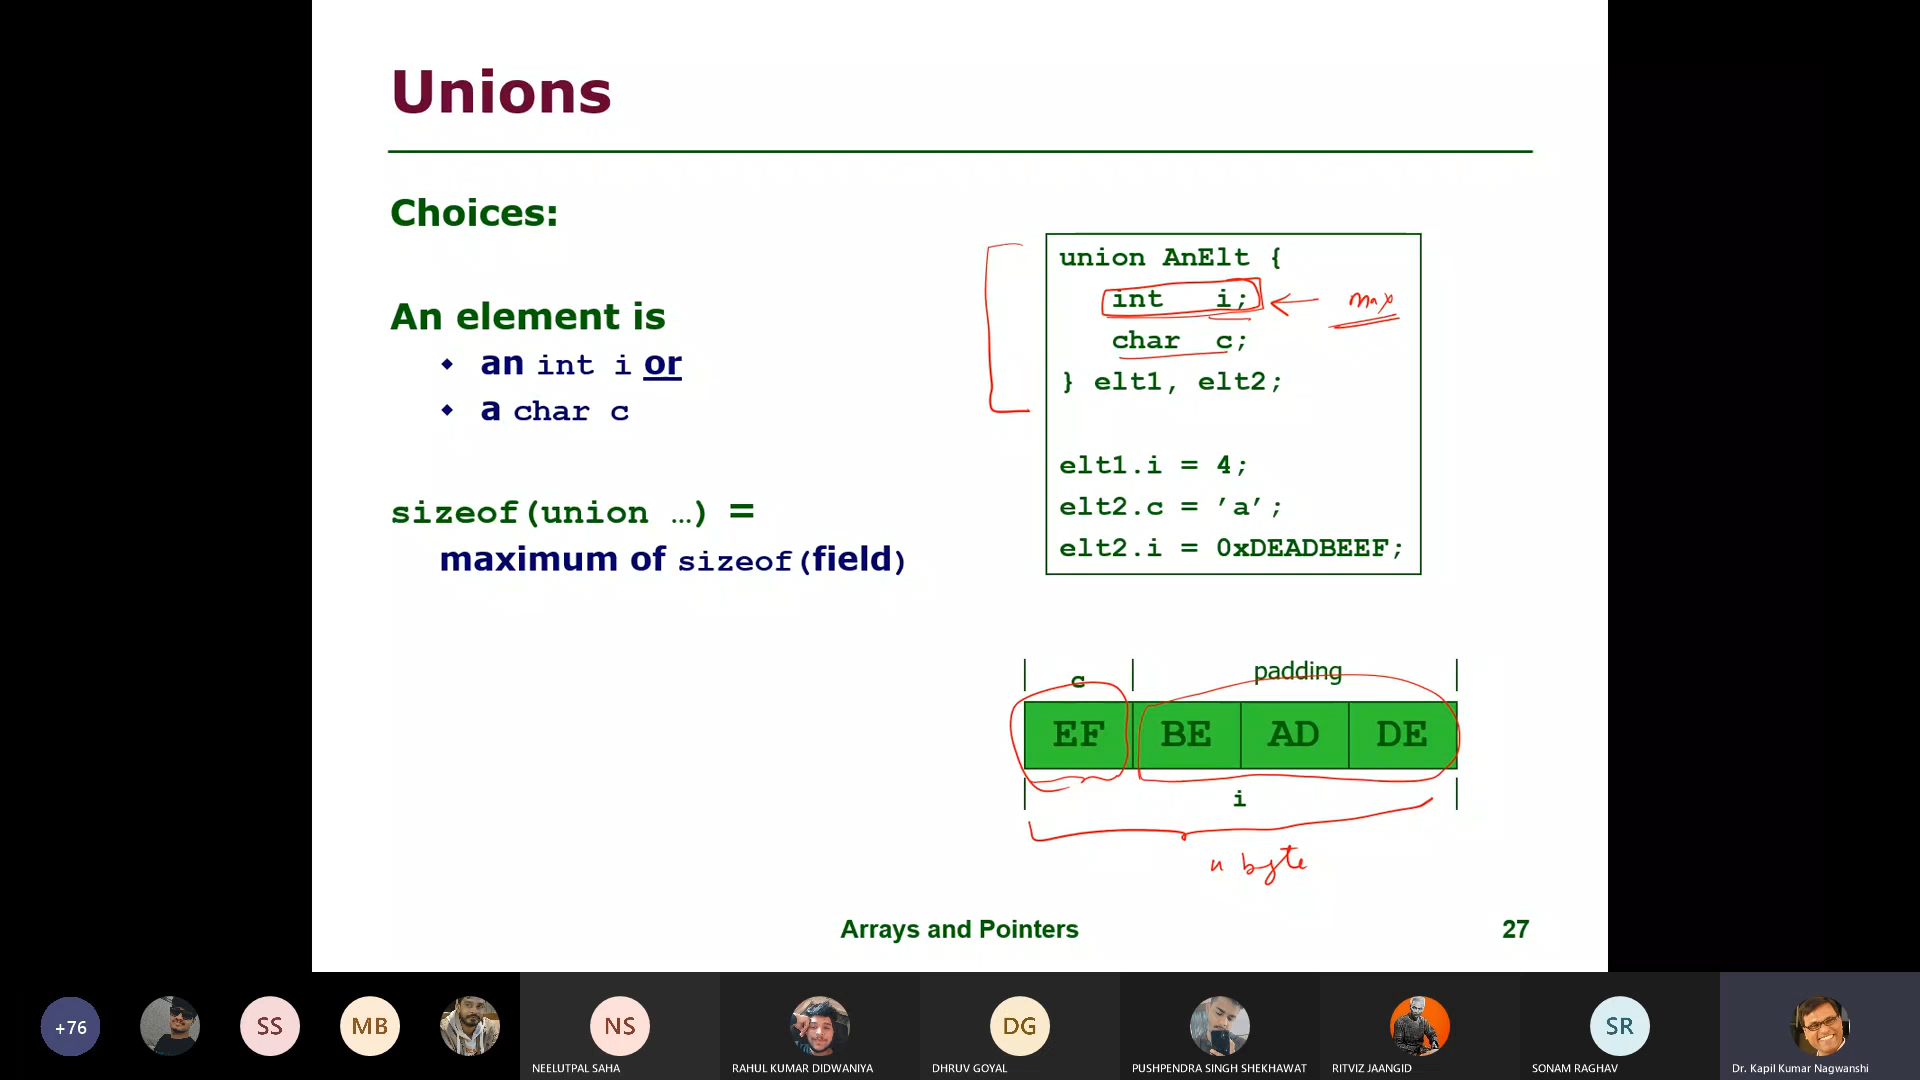 Unions
Choices:
An element is
◆ an int i or
◆ a char c
sizeof(union …) =
maximum of sizeof(field)
union AnElt {
int i;
max
char c;
} elt1, elt2;
elt1.i = 4;
elt2.c = ’a’;
elt2.i = 0xDEADBEEF;
c padding
EF BE AD DE
i
byte
Arrays and Pointers 27
+76 SS MB NS DG SR
NEELUTPAL SAHA RAHUL KUMAR DIDWANIYA DHRUV GOYAL PUSHPENDRA SINGH SHEKHAWAT RITVIZ JAANGID SONAM RAGHAV Dr. Kapil Kumar Nagwanshi